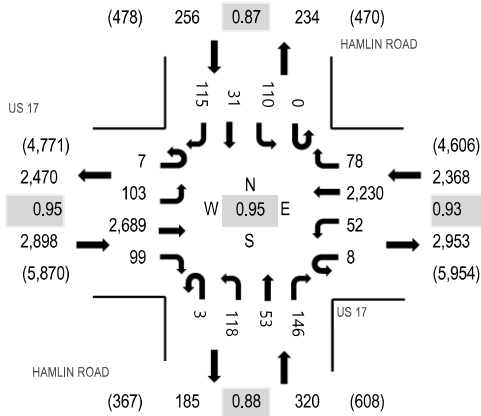 (478) 256 0.87 234 (470)
HAMLIN ROAD
US 17
115 31 110 0
(4,771) (4,606)
7 78
2,470 2,368
103 N 2,230
0.95 W 0.95 E 0.93
2,689 52
2,898 S 2,953
99 8
(5,870) (5,954)
3 118 53 146
US 17
HAMLIN ROAD
(367) 185 0.88 320 (608)